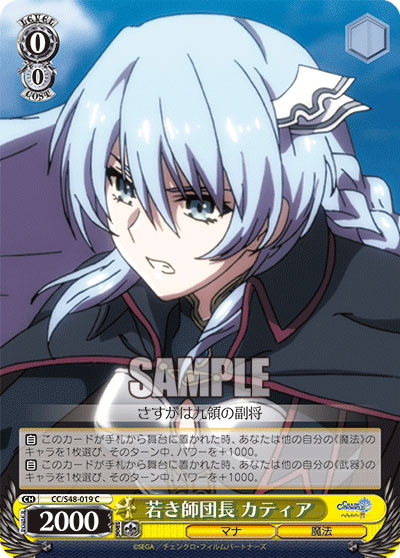 LEVEL
0
0
COST
SAMPLE
さすがは九領の副将
このカードが手札から舞台に置かれた時、あなたは他の自分の《魔法》の
キャラを1枚選び、そのターン中、パワーを+1000。
このカードが手札から舞台に置かれた時、あなたは他の自分の《武器》の
キャラを1枚選び、そのターン中、パワーを+1000。
CH CC/S48-019 C
若き師団長 カティア
POWER 2000
マナ 魔法
©SEGA/チェンクロ・フィルムパートナーズ